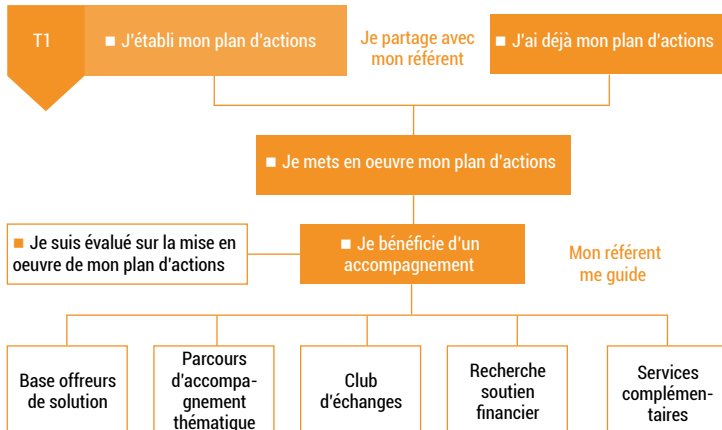 T1
■ J'établi mon plan d'actions
Je partage avec
mon référent
■ J'ai déjà mon plan d'actions
■ Je mets en oeuvre mon plan d'actions
■ Je suis évalué sur la mise en
oeuvre de mon plan d'actions
■ Je bénéficie d'un
accompagnement
Mon référent
me guide
Base offreurs
de solution
Parcours
d'accompa-
gnement
thématique
Club
d'échanges
Recherche
soutien
financier
Services
complémen-
taires